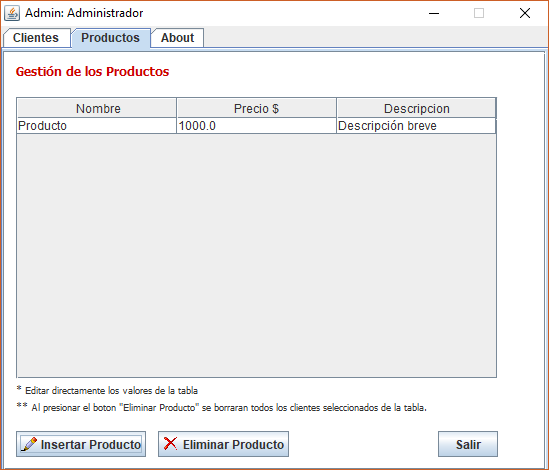 Admin: Administrador
Clientes Productos About
Gestión de los Productos
Nombre Precio $ Descripcion
Producto 1000.0 Descripción breve
* Editar directamente los valores de la tabla
** Al presionar el boton "Eliminar Producto" se borraran todos los clientes seleccionados de la tabla.
Insertar Producto Eliminar Producto Salir